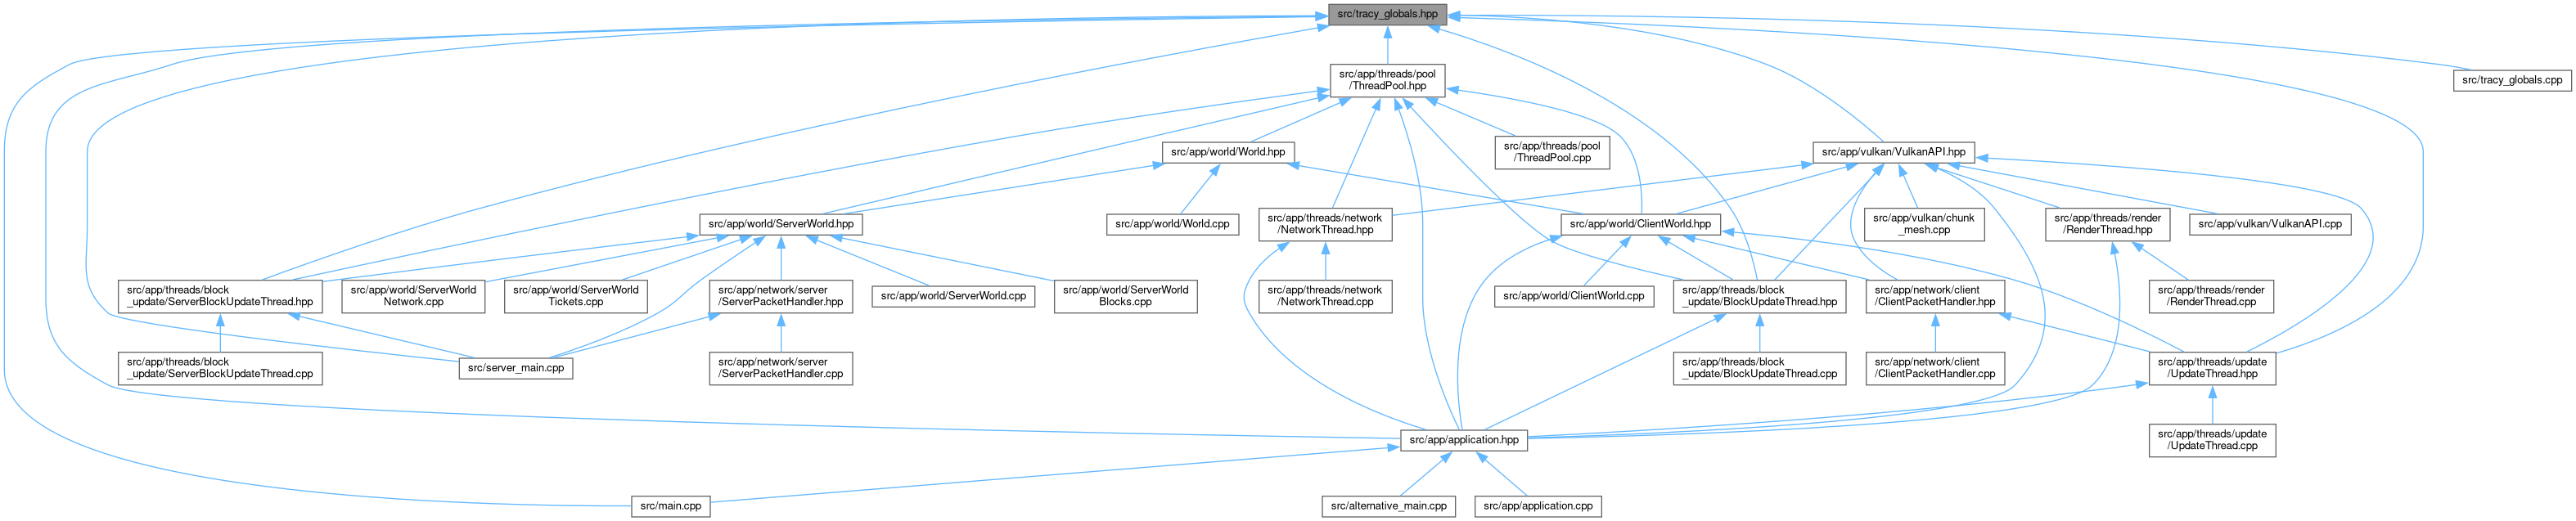 src/tracy_globals.hpp
src/app/threads/pool
/ThreadPool.hpp
src/tracy_globals.cpp
src/app/world/World.hpp
src/app/threads/pool
/ThreadPool.cpp
src/app/vulkan/VulkanAPI.hpp
src/app/world/ServerWorld.hpp
src/app/world/World.cpp
src/app/threads/network
/NetworkThread.hpp
src/app/world/ClientWorld.hpp
src/app/vulkan/chunk
_mesh.cpp
src/app/threads/render
/RenderThread.hpp
src/app/vulkan/VulkanAPI.cpp
src/app/threads/block
_update/ServerBlockUpdateThread.hpp
src/app/world/ServerWorld
Network.cpp
src/app/world/ServerWorld
Tickets.cpp
src/app/network/server
/ServerPacketHandler.hpp
src/app/world/ServerWorld.cpp
src/app/world/ServerWorld
Blocks.cpp
src/app/threads/network
/NetworkThread.cpp
src/app/world/ClientWorld.cpp
src/app/threads/block
_update/BlockUpdateThread.hpp
src/app/network/client
/ClientPacketHandler.hpp
src/app/threads/render
/RenderThread.cpp
src/app/threads/block
_update/ServerBlockUpdateThread.cpp
src/server_main.cpp
src/app/network/server
/ServerPacketHandler.cpp
src/app/threads/block
_update/BlockUpdateThread.cpp
src/app/network/client
/ClientPacketHandler.cpp
src/app/threads/update
/UpdateThread.hpp
src/app/application.hpp
src/app/threads/update
/UpdateThread.cpp
src/main.cpp
src/alternative_main.cpp
src/app/application.cpp